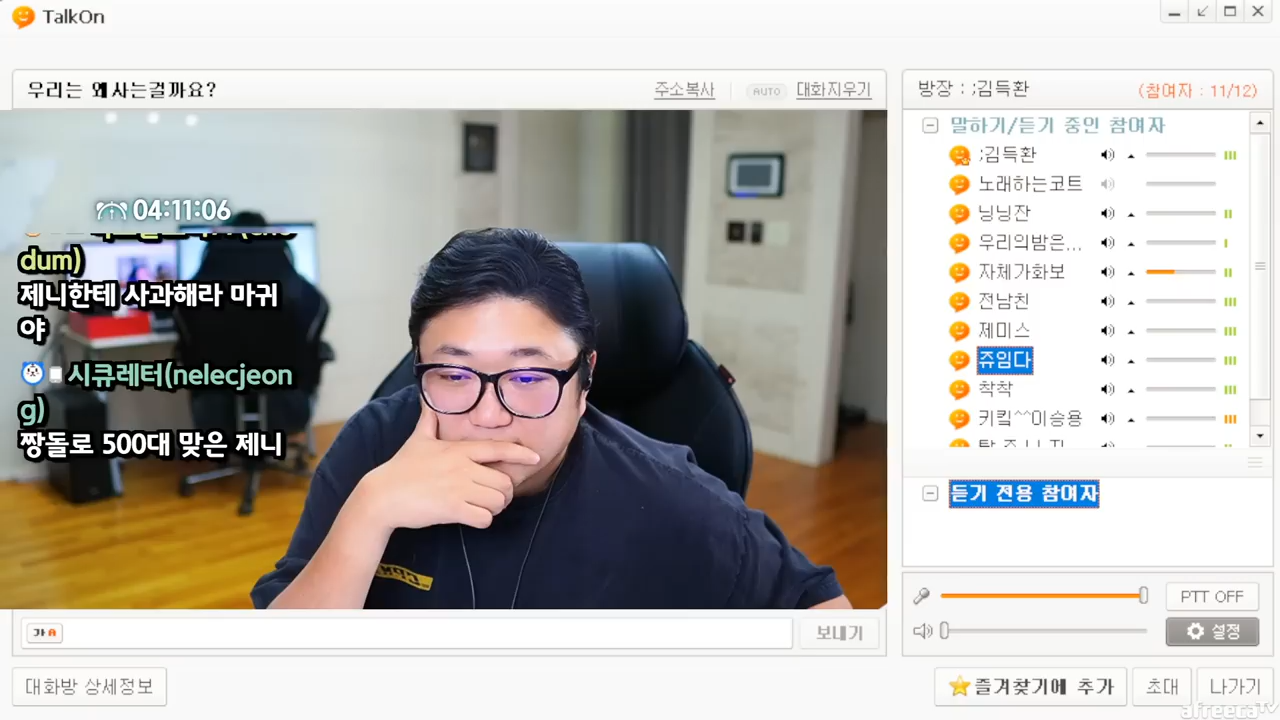 TalkOn
우리는 왜 사는걸까요?
주소복사
AUTO
대화지우기
04:11:06
dum)
제니한테 사과해라 마귀
야
시큐레터(nelecjeon
g)
짱돌로 500대 맞은 제니
가A
보내기
대화방 상세정보
방장 : ;김득환
(참여자 : 11/12)
말하기/듣기 중인 참여자
;김득환
노래하는코트
닝닝잔
우리의밤은...
자체가화보
전남친
제미스
쥬임다
착착
키킼^^이승용
듣기 전용 참여자
PTT OFF
설정
즐겨찾기에 추가
초대
나가기
afreecaTV